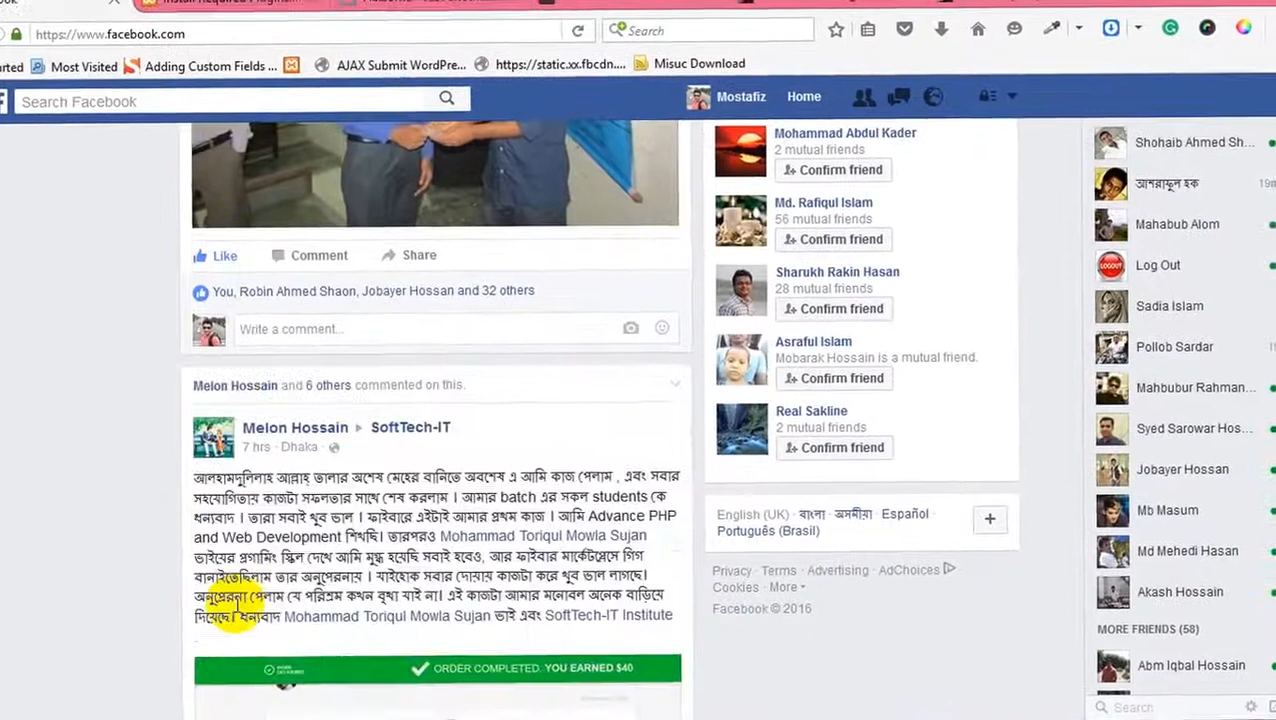 https://www.facebook.com
Search
Most Visited
Adding Custom Fields ...
AJAX Submit WordPre...
https://static.xx.fbcdn....
Misuc Download
Search Facebook
Mostafiz
Home
Like
Comment
Share
You, Robin Ahmed Shaon, Jobayer Hossan and 32 others
Write a comment...
Melon Hossain and 6 others commented on this.
Melon Hossain
SoftTech-IT
7 hrs · Dhaka ·
আলহামদুলিলাহ আল্লাহ তালার অশেষ মেহের বানিতে অবশেষ এ আমি কাজ পেলাম , এবং সবার
সহযোগিতায় কাজটা সফলতার সাথে শেষ করলাম । আমার batch এর সকল students কে
ধন্যবাদ । তারা সবাই খুব ভাল । ফাইবারে এইটাই আমার প্রথম কাজ । আমি Advance PHP
and Web Development শিখছি। তারপরও Mohammad Toriqul Mowla Sujan
ভাইয়ের প্রগামিং স্কিল দেখে আমি মুগ্ধ হয়েছি সবাই হবেও, আর ফাইবার মার্কেটপ্লেসে গিগ
বানাইতেছিলাম তার অনুপেরনায় । যাইহোক সবার দোয়ায় কাজটা করে খুব ভাল লাগছে।
অনুপ্রেরনা পেলাম যে পরিশ্রম কখন বৃথা যাই না। এই কাজটা আমার মনোবল অনেক বাড়িয়ে
দিয়েছে। ধন্যবাদ Mohammad Toriqul Mowla Sujan ভাই এবং SoftTech-IT Institute
ORDER COMPLETED. YOU EARNED $40
Mohammad Abdul Kader
2 mutual friends
Confirm friend
Md. Rafiqul Islam
56 mutual friends
Confirm friend
Sharukh Rakin Hasan
28 mutual friends
Confirm friend
Asraful Islam
Mobarak Hossain is a mutual friend.
Confirm friend
Real Sakline
2 mutual friends
Confirm friend
English (UK) · বাংলা · অসমীয়া · Español ·
Português (Brasil)
Privacy · Terms · Advertising · AdChoices
Cookies · More
Facebook © 2016
Shohaib Ahmed Sh...
আশরাফুল হক
Mahabub Alom
Log Out
LOGOUT
Sadia Islam
Pollob Sardar
Mahbubur Rahman...
Syed Sarowar Hos...
Jobayer Hossan
Mb Masum
Md Mehedi Hasan
Akash Hossain
MORE FRIENDS (58)
Abm Iqbal Hossain
Search